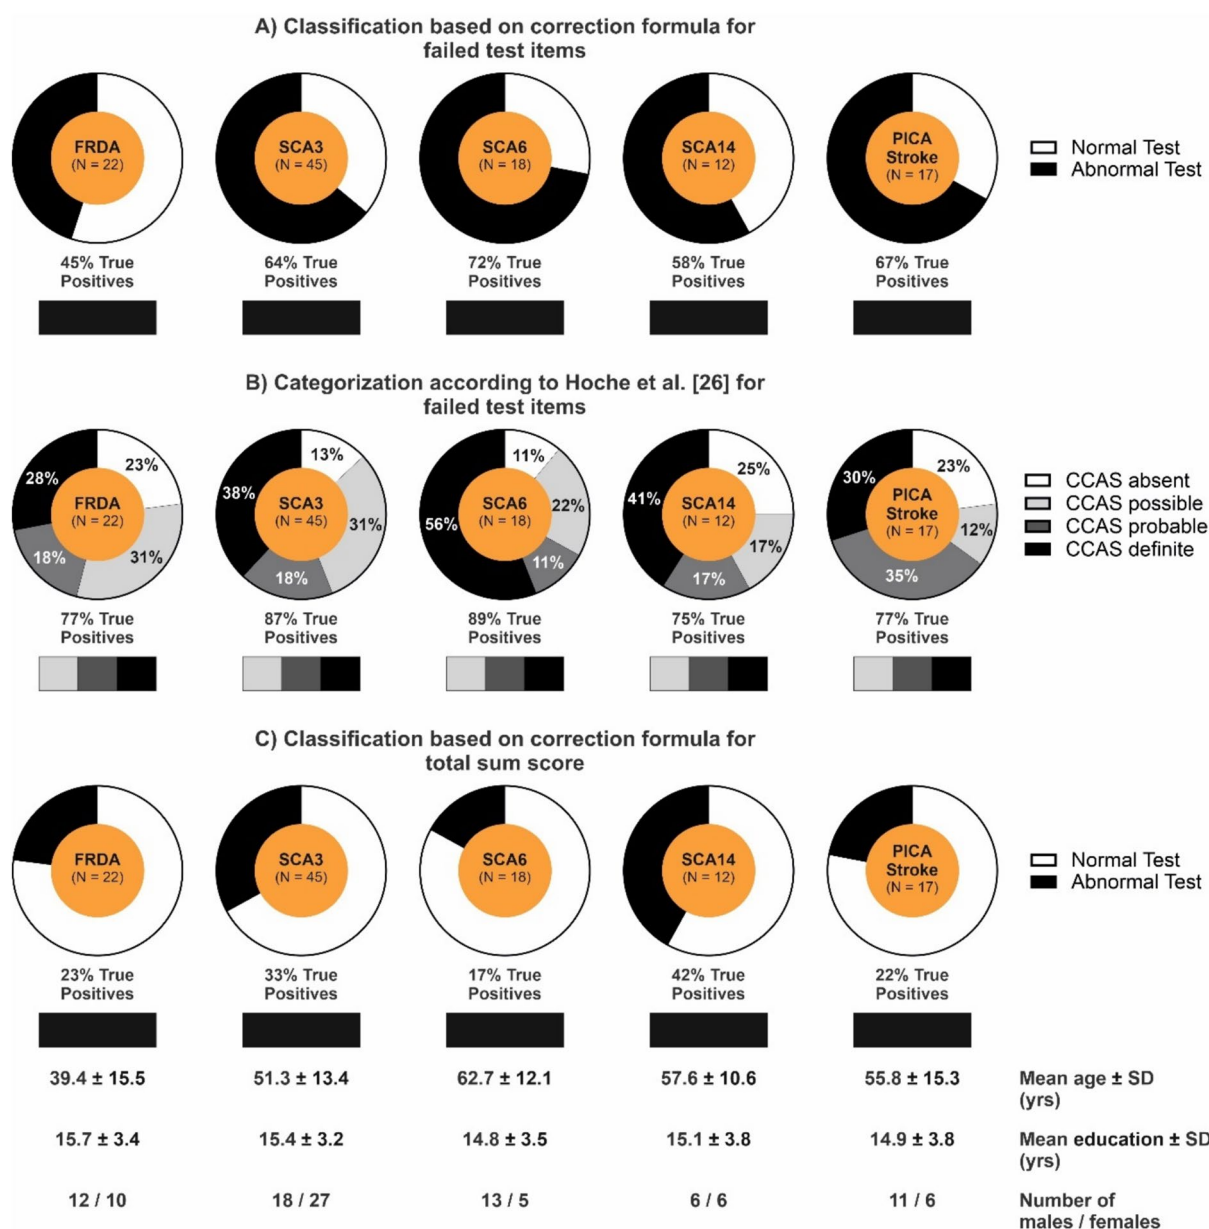 A) Classification based on correction formula for
failed test items
FRDA
(N = 22)
SCA3
(N = 45)
SCA6
(N = 18)
SCA14
(N = 12)
PICA
Stroke
(N = 17)
Normal Test
Abnormal Test
45% True
Positives
64% True
Positives
72% True
Positives
58% True
Positives
67% True
Positives
B) Categorization according to Hoche et al. [26] for
failed test items
28%
23%
FRDA
(N = 22)
18%
31%
38%
13%
SCA3
(N = 45)
31%
18%
56%
11%
SCA6
(N = 18)
22%
11%
41%
25%
SCA14
(N = 12)
17%
17%
30%
23%
PICA
Stroke
(N = 17)
12%
35%
CCAS absent
CCAS possible
CCAS probable
CCAS definite
77% True
Positives
87% True
Positives
89% True
Positives
75% True
Positives
77% True
Positives
C) Classification based on correction formula for
total sum score
FRDA
(N = 22)
SCA3
(N = 45)
SCA6
(N = 18)
SCA14
(N = 12)
PICA
Stroke
(N = 17)
Normal Test
Abnormal Test
23% True
Positives
33% True
Positives
17% True
Positives
42% True
Positives
22% True
Positives
39.4 ± 15.5 51.3 ± 13.4 62.7 ± 12.1 57.6 ± 10.6 55.8 ± 15.3 Mean age ± SD
(yrs)
15.7 ± 3.4 15.4 ± 3.2 14.8 ± 3.5 15.1 ± 3.8 14.9 ± 3.8 Mean education ± SD
(yrs)
12 / 10 18 / 27 13 / 5 6 / 6 11 / 6 Number of
males / females